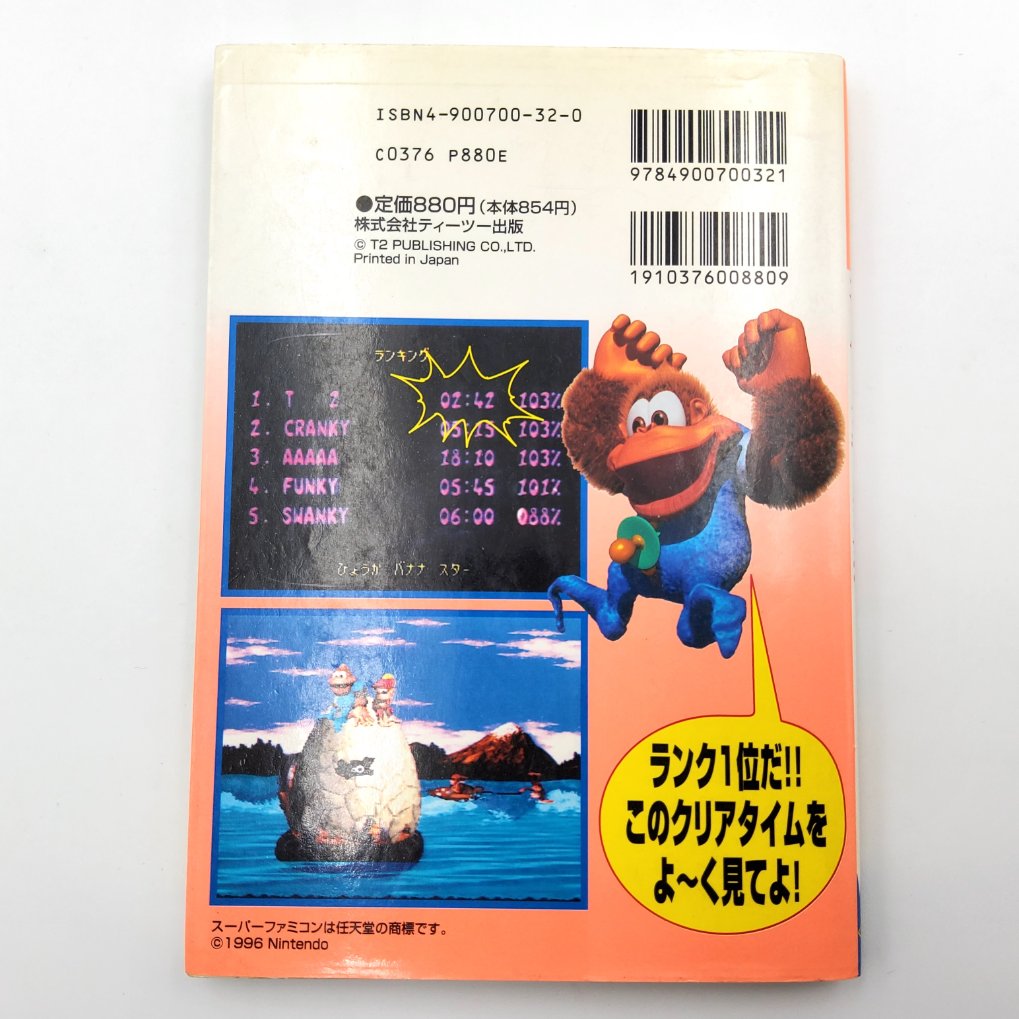 ISBN4-900700-32-0
C0376 P880E
9784900700321
●定価880円(本体854円)
株式会社ティーツー出版
© T2 PUBLISHING CO.,LTD.
Printed in Japan
1910376008809
ランキング
1. T 2 02:42 103%
2. CRANKY 05:15 103%
3. AAAAA 18:10 103%
4. FUNKY 05:45 101%
5. SWANKY 06:00 088%
ひょうか バナナ スター
ランク1位だ!!
このクリアタイムを
よ〜く見てよ!
スーパーファミコンは任天堂の商標です。
©1996 Nintendo